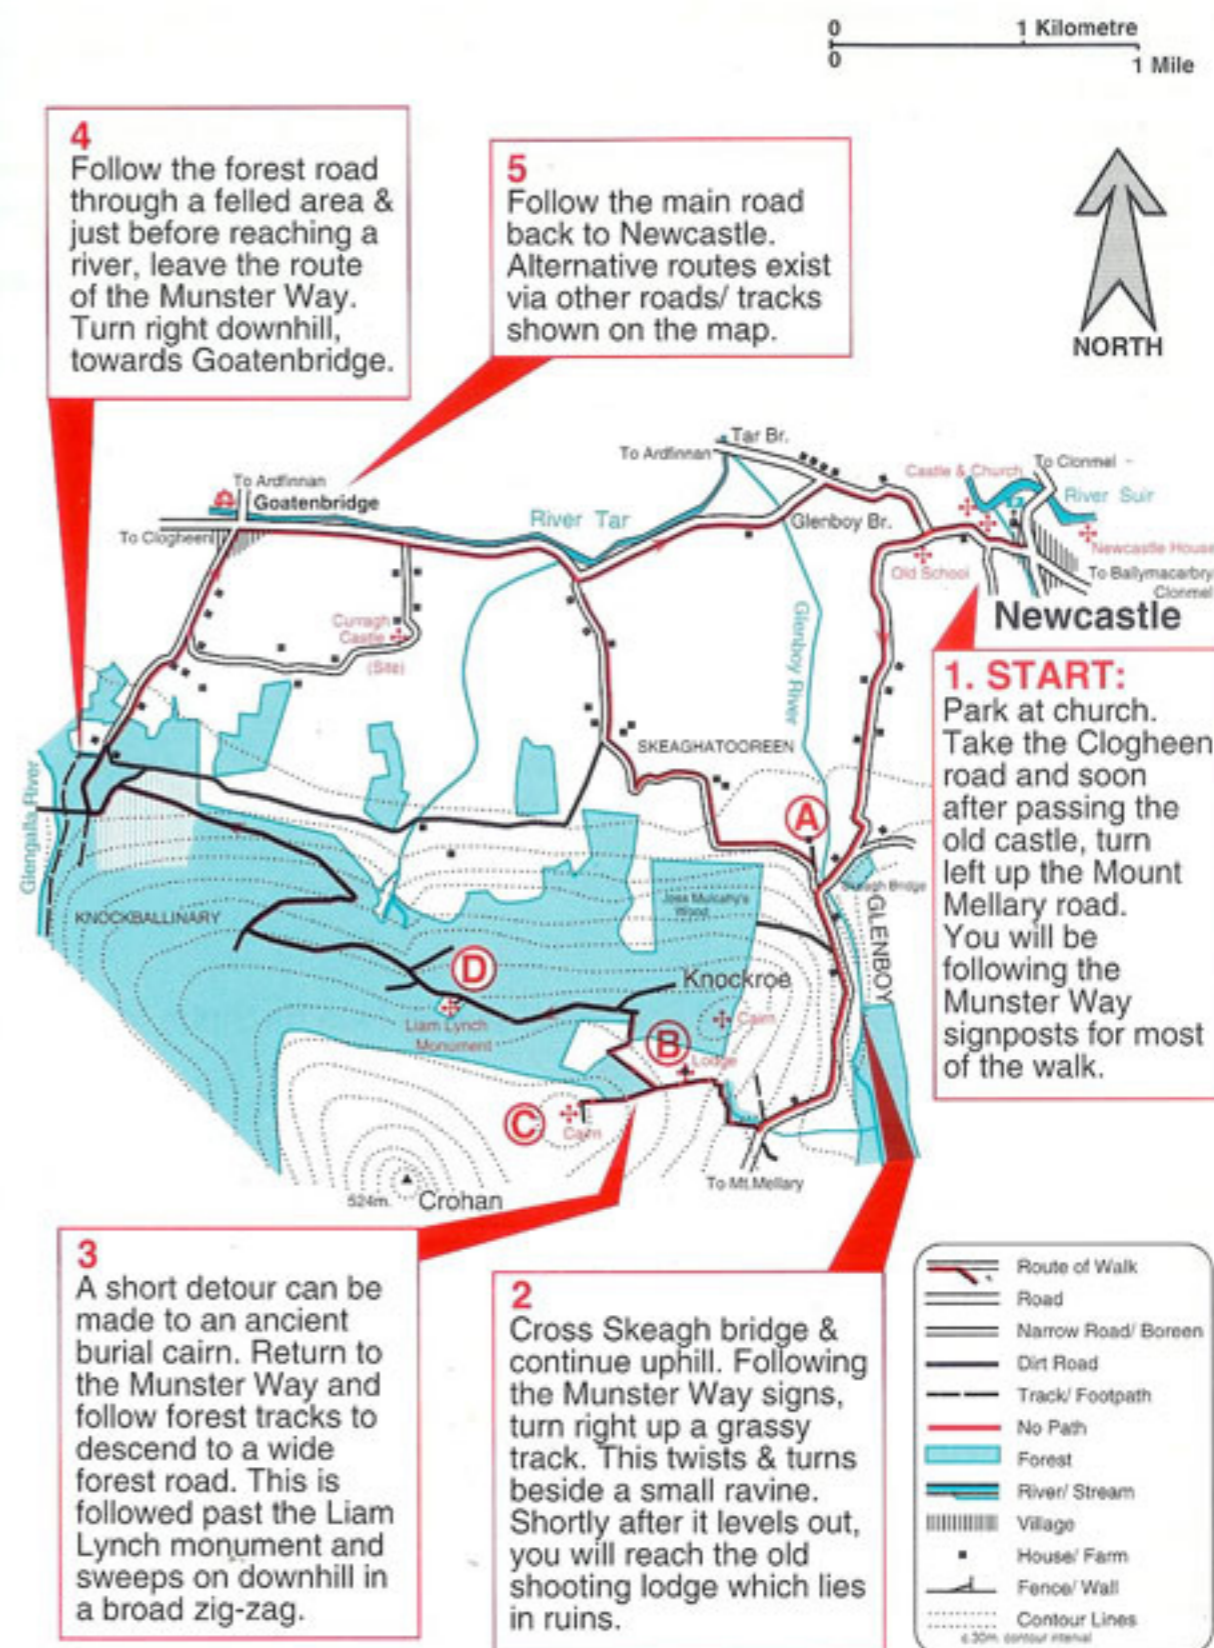 0
1 Kilometre
0
1 Mile
4
Follow the forest road
through a felled area &
just before reaching a
river, leave the route
of the Munster Way.
Turn right downhill,
towards Goatenbridge.
5
Follow the main road
back to Newcastle.
Alternative routes exist
via other roads/ tracks
shown on the map.
NORTH
To Ardfinnan
Goatenbridge
To Clogheen
River Tar
To Ardfinnan
Tar Br.
Glenboy Br.
Castle & Church
To Clonmel
River Suir
Newcastle House
Old School
To Ballymacarbry
Clonmel
Newcastle
Curragh
Castle
(Site)
Glenboy River
SKEAGHATOOREEN
Glengalla River
KNOCKBALLINARY
A
Skeagh Bridge
GLENBOY
Joss Mulcahy's
Wood
Knockroe
Cairn
D
Liam Lynch
Monument
B
Lodge
C
Cairn
To Mt.Mellary
524m.
Crohan
1. START:
Park at church.
Take the Clogheen
road and soon
after passing the
old castle, turn
left up the Mount
Mellary road.
You will be
following the
Munster Way
signposts for most
of the walk.
3
A short detour can be
made to an ancient
burial cairn. Return to
the Munster Way and
follow forest tracks to
descend to a wide
forest road. This is
followed past the Liam
Lynch monument and
sweeps on downhill in
a broad zig-zag.
2
Cross Skeagh bridge &
continue uphill. Following
the Munster Way signs,
turn right up a grassy
track. This twists & turns
beside a small ravine.
Shortly after it levels out,
you will reach the old
shooting lodge which lies
in ruins.
Route of Walk
Road
Narrow Road/ Boreen
Dirt Road
Track/ Footpath
No Path
Forest
River/ Stream
Village
House/ Farm
Fence/ Wall
Contour Lines
c.30m. contour interval